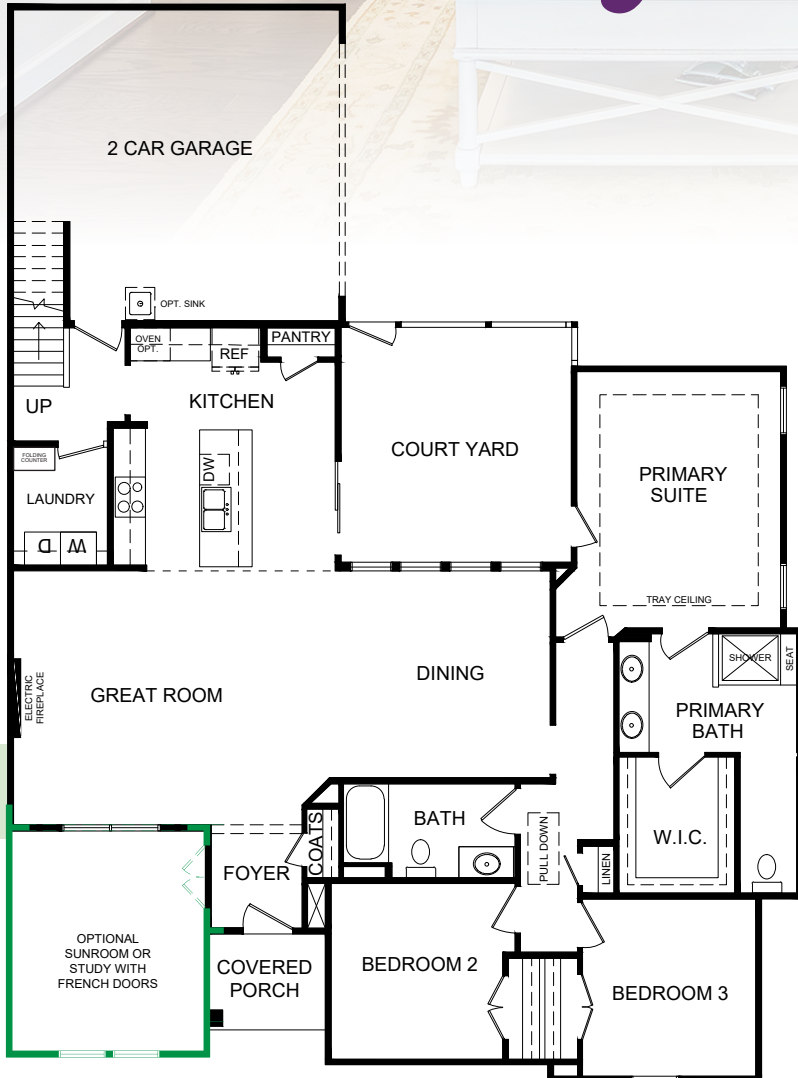 2 CAR GARAGE
OPT. SINK
OVEN
OPT.
REF
PANTRY
UP
KITCHEN
COURT YARD
PRIMARY
SUITE
FOLDING
COUNTER
DW
LAUNDRY
D
W
TRAY CEILING
SHOWER
SEAT
ELECTRIC
FIREPLACE
GREAT ROOM
DINING
PRIMARY
BATH
COATS
BATH
PULL DOWN
W.I.C.
LINEN
FOYER
OPTIONAL
SUNROOM OR
STUDY WITH
FRENCH DOORS
COVERED
PORCH
BEDROOM 2
BEDROOM 3